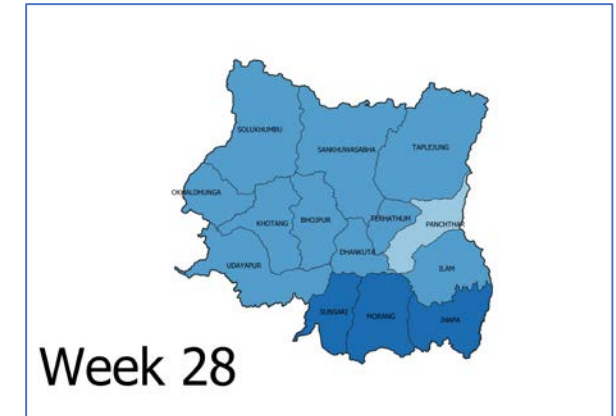 SOLUKHUMBU
SANKHUWASABHA
TAPLEJUNG
OKHALDHUNGA
KHOTANG
BHOJPUR
TERHATHUM
PANCHTHAR
DHANKUTA
UDAYAPUR
ILAM
SUNSARI
MORANG
JHAPA
Week 28